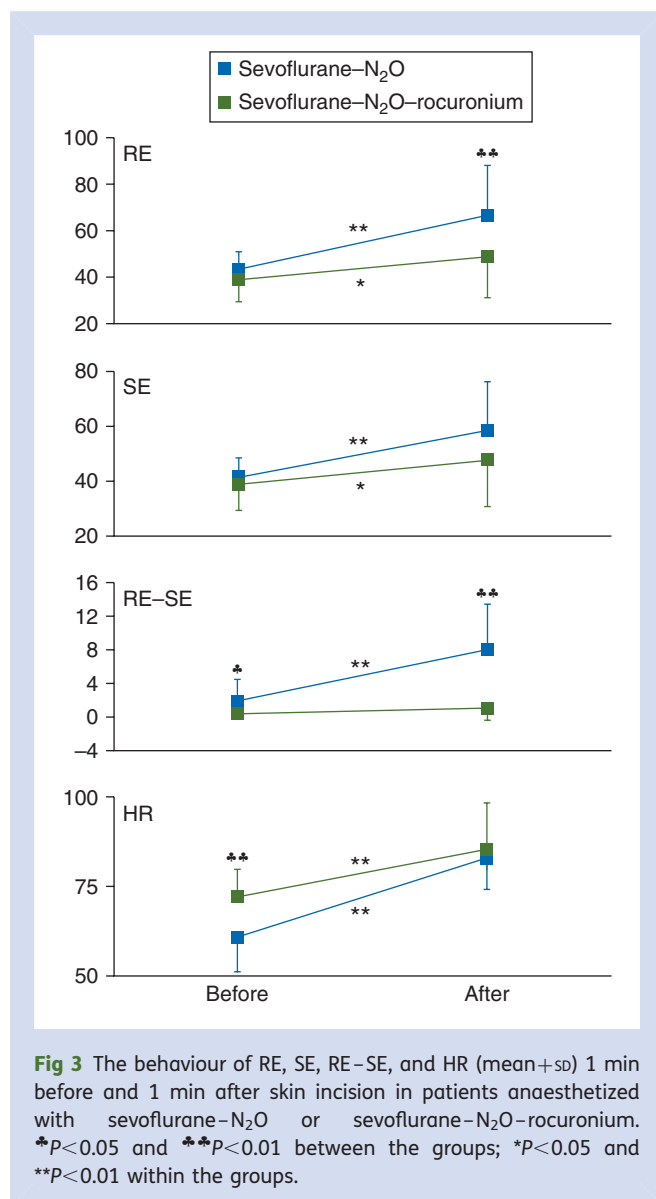 Sevoflurane–N₂O
Sevoflurane–N₂O–rocuronium
100
RE
♣♣
80
**
60
40
*
20
80
SE
60
**
40
*
20
16
RE–SE
♣♣
12
8
**
♣
4
0
–4
100
HR
♣♣
**
75
**
50
Before After
Fig 3 The behaviour of RE, SE, RE–SE, and HR (mean+SD) 1 min
before and 1 min after skin incision in patients anaesthetized
with sevoflurane–N₂O or sevoflurane–N₂O–rocuronium.
♣P<0.05 and ♣♣P<0.01 between the groups; *P<0.05 and
**P<0.01 within the groups.